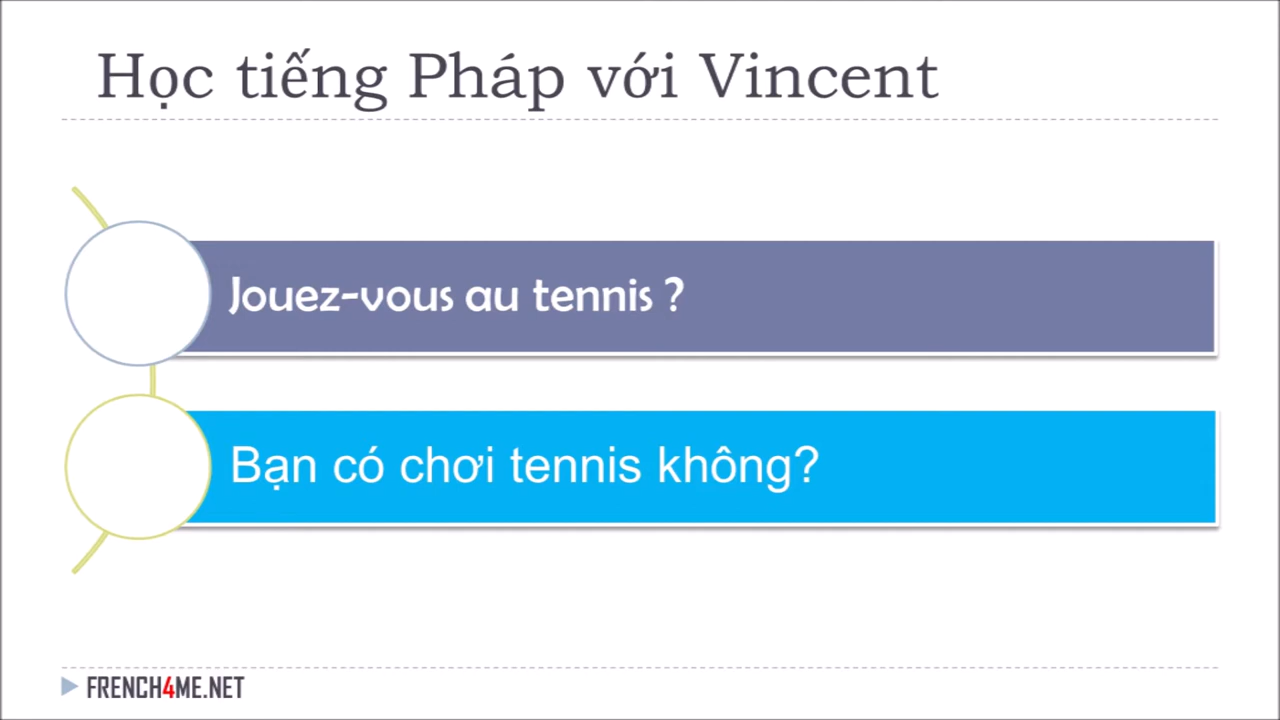 Học tiếng Pháp với Vincent
Jouez-vous au tennis ?
Bạn có chơi tennis không?
FRENCH4ME.NET